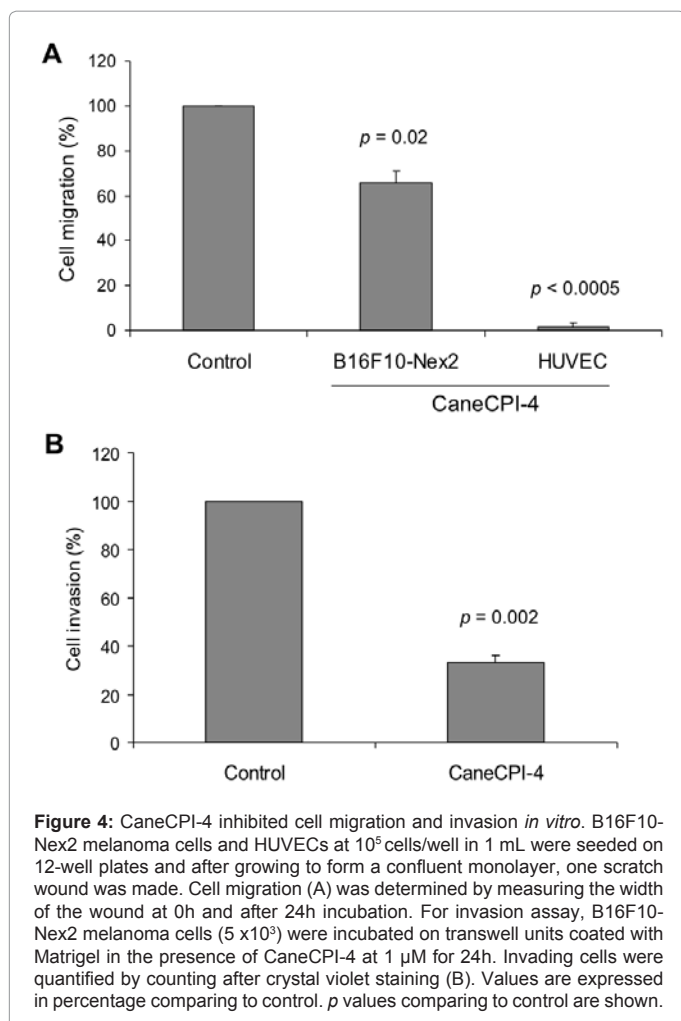 A
120
100
80
60
40
20
0
Cell migration (%)
p = 0.02
p < 0.0005
Control B16F10-Nex2 HUVEC
CaneCPI-4
B
120
100
80
60
40
20
0
Cell invasion (%)
p = 0.002
Control CaneCPI-4
Figure 4: CaneCPI-4 inhibited cell migration and invasion in vitro. B16F10-
Nex2 melanoma cells and HUVECs at 10⁵ cells/well in 1 mL were seeded on
12-well plates and after growing to form a confluent monolayer, one scratch
wound was made. Cell migration (A) was determined by measuring the width
of the wound at 0h and after 24h incubation. For invasion assay, B16F10-
Nex2 melanoma cells (5 x10³) were incubated on transwell units coated with
Matrigel in the presence of CaneCPI-4 at 1 µM for 24h. Invading cells were
quantified by counting after crystal violet staining (B). Values are expressed
in percentage comparing to control. p values comparing to control are shown.